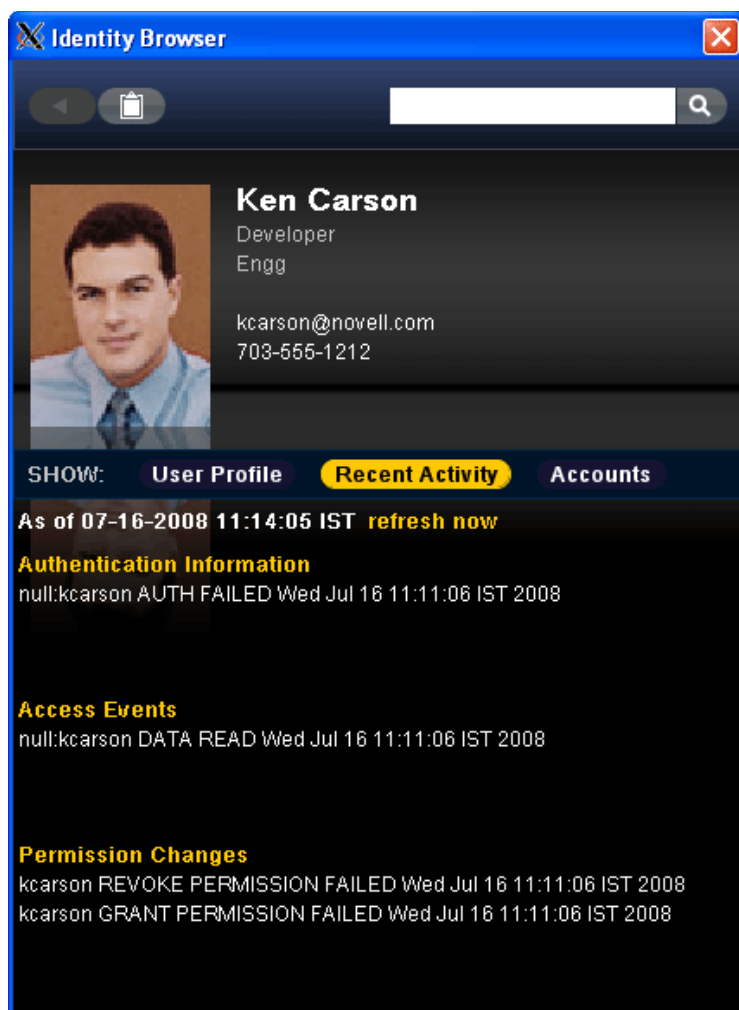 Identity Browser
Ken Carson
Developer
Engg
kcarson@novell.com
703-555-1212
SHOW: User Profile Recent Activity Accounts
As of 07-16-2008 11:14:05 IST refresh now
Authentication Information
null:kcarson AUTH FAILED Wed Jul 16 11:11:06 IST 2008
Access Events
null:kcarson DATA READ Wed Jul 16 11:11:06 IST 2008
Permission Changes
kcarson REVOKE PERMISSION FAILED Wed Jul 16 11:11:06 IST 2008
kcarson GRANT PERMISSION FAILED Wed Jul 16 11:11:06 IST 2008